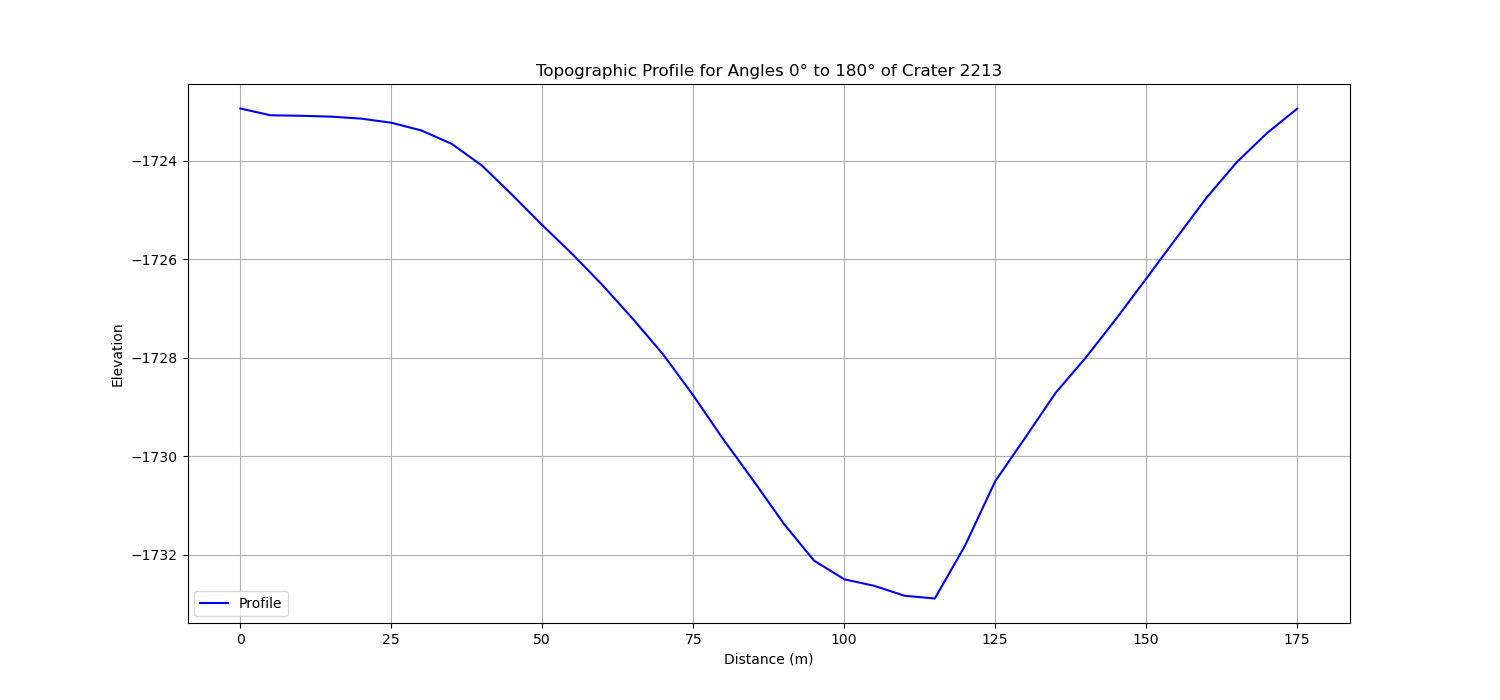 Topographic Profile for Angles 0° to 180° of Crater 2213
Elevation
−1724
−1726
−1728
−1730
−1732
Profile
0 25 50 75 100 125 150 175
Distance (m)